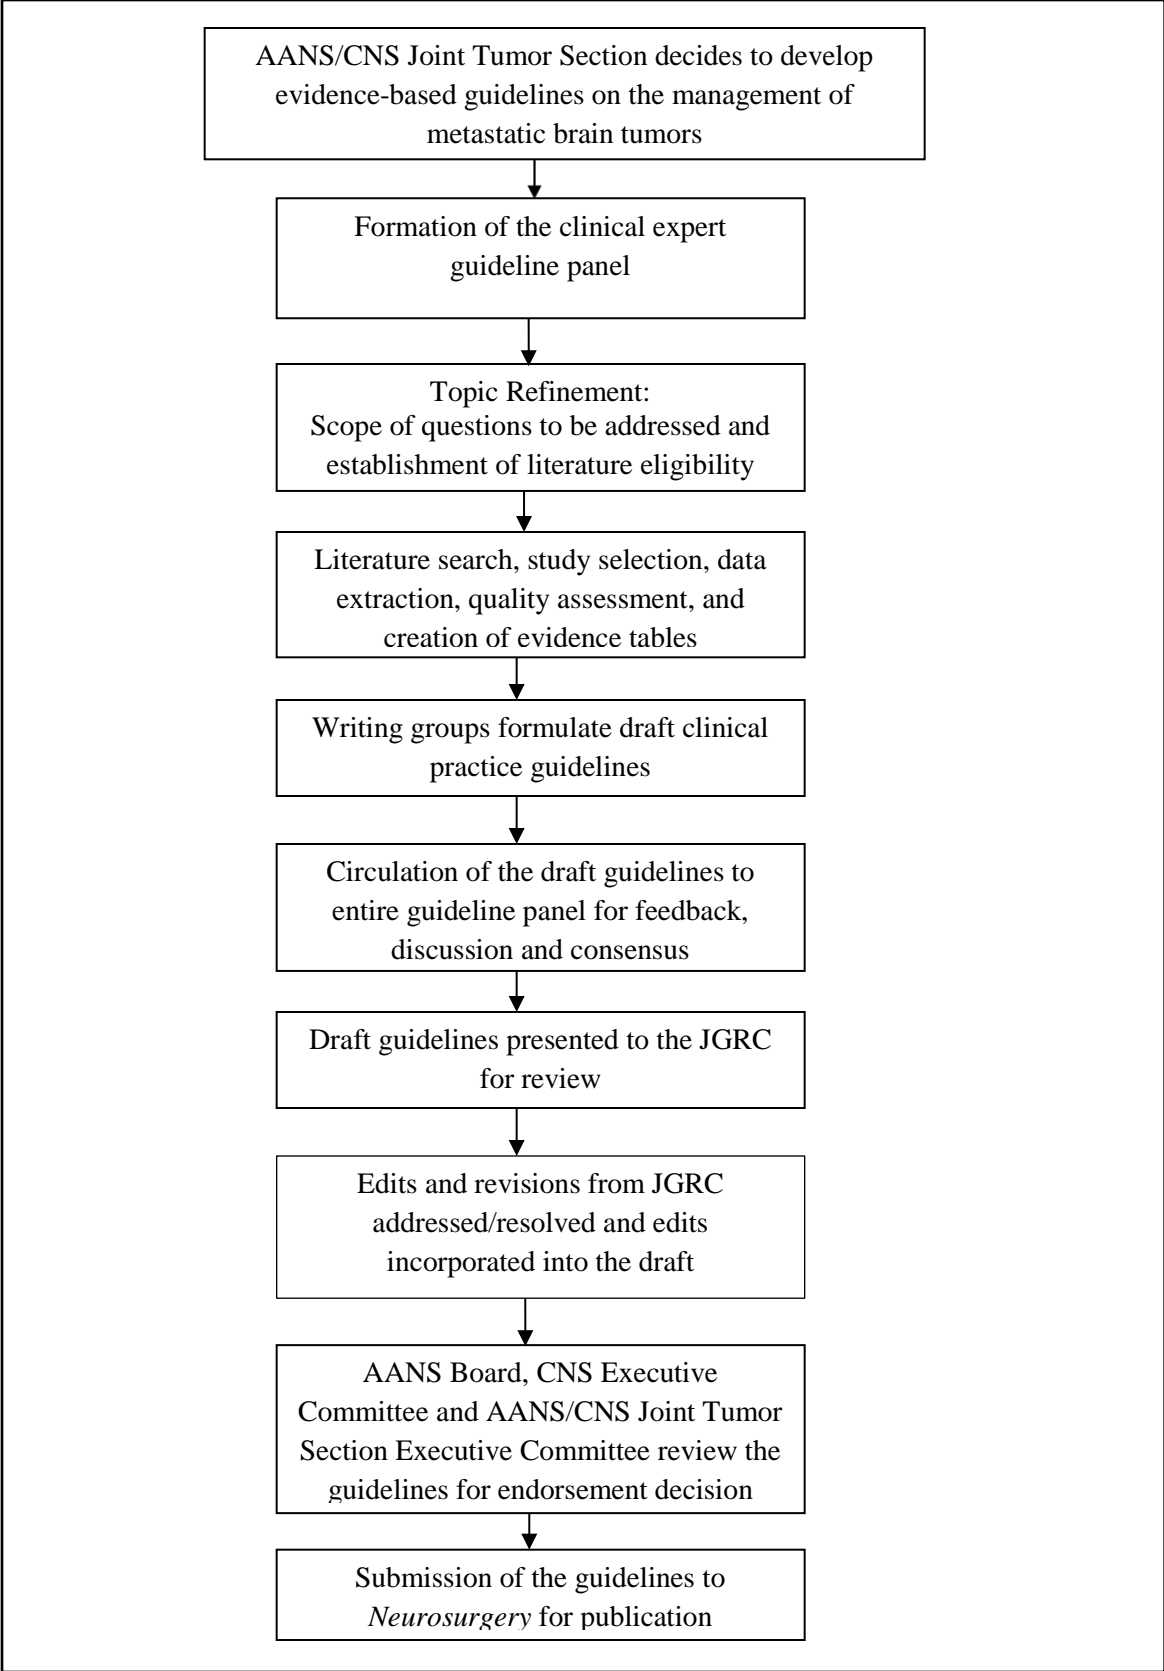 AANS/CNS Joint Tumor Section decides to develop
evidence-based guidelines on the management of
metastatic brain tumors
Formation of the clinical expert
guideline panel
Topic Refinement:
Scope of questions to be addressed and
establishment of literature eligibility
Literature search, study selection, data
extraction, quality assessment, and
creation of evidence tables
Writing groups formulate draft clinical
practice guidelines
Circulation of the draft guidelines to
entire guideline panel for feedback,
discussion and consensus
Draft guidelines presented to the JGRC
for review
Edits and revisions from JGRC
addressed/resolved and edits
incorporated into the draft
AANS Board, CNS Executive
Committee and AANS/CNS Joint Tumor
Section Executive Committee review the
guidelines for endorsement decision
Submission of the guidelines to
Neurosurgery for publication